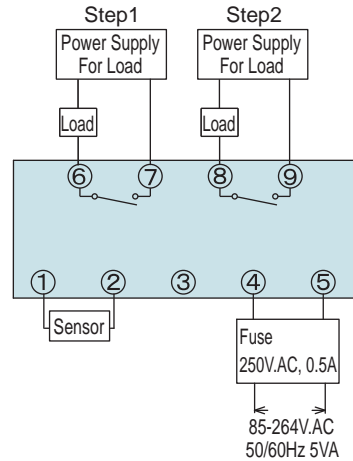 Step1
Step2
Power Supply
For Load
Power Supply
For Load
Load
Load
⑥
⑦
⑧
⑨
①
②
③
④
⑤
Sensor
Fuse
250V.AC, 0.5A
85-264V.AC
50/60Hz 5VA